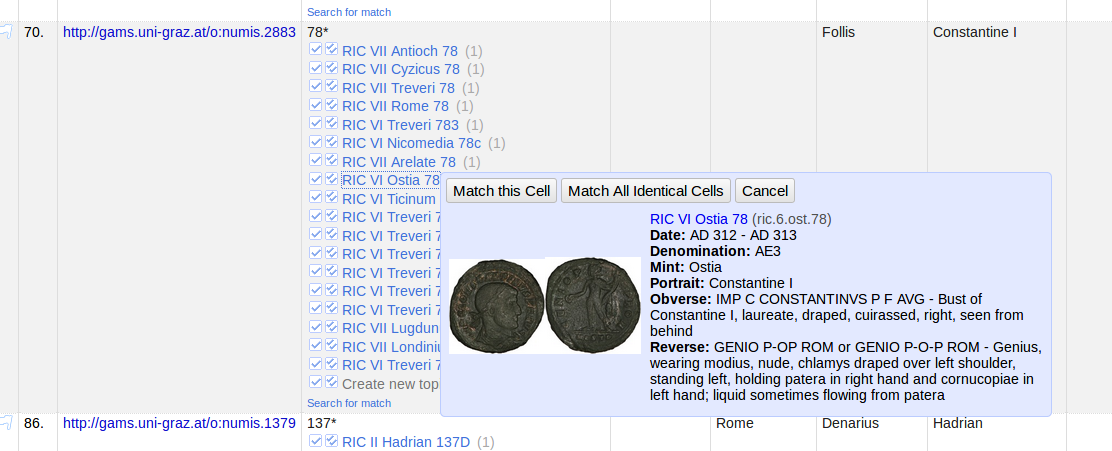 Search for match
70. http://gams.uni-graz.at/o:numis.2883 78* Follis Constantine I
RIC VII Antioch 78 (1)
RIC VII Cyzicus 78 (1)
RIC VII Treveri 78 (1)
RIC VII Rome 78 (1)
RIC VI Treveri 783 (1)
RIC VI Nicomedia 78c (1)
RIC VII Arelate 78 (1)
RIC VI Ostia 78
RIC VI Ticinum
RIC VI Treveri 7
RIC VI Treveri 7
RIC VI Treveri 7
RIC VI Treveri 7
RIC VI Treveri 7
RIC VI Treveri 7
RIC VII Lugdun
RIC VII Londini
RIC VI Treveri 7
Create new top
Search for match
Match this Cell Match All Identical Cells Cancel
RIC VI Ostia 78 (ric.6.ost.78)
Date: AD 312 - AD 313
Denomination: AE3
Mint: Ostia
Portrait: Constantine I
Obverse: IMP C CONSTANTINVS P F AVG - Bust of
Constantine I, laureate, draped, cuirassed, right, seen from
behind
Reverse: GENIO P-OP ROM or GENIO P-O-P ROM - Genius,
wearing modius, nude, chlamys draped over left shoulder,
standing left, holding patera in right hand and cornucopiae in
left hand; liquid sometimes flowing from patera
86. http://gams.uni-graz.at/o:numis.1379 137* Rome Denarius Hadrian
RIC II Hadrian 137D (1)